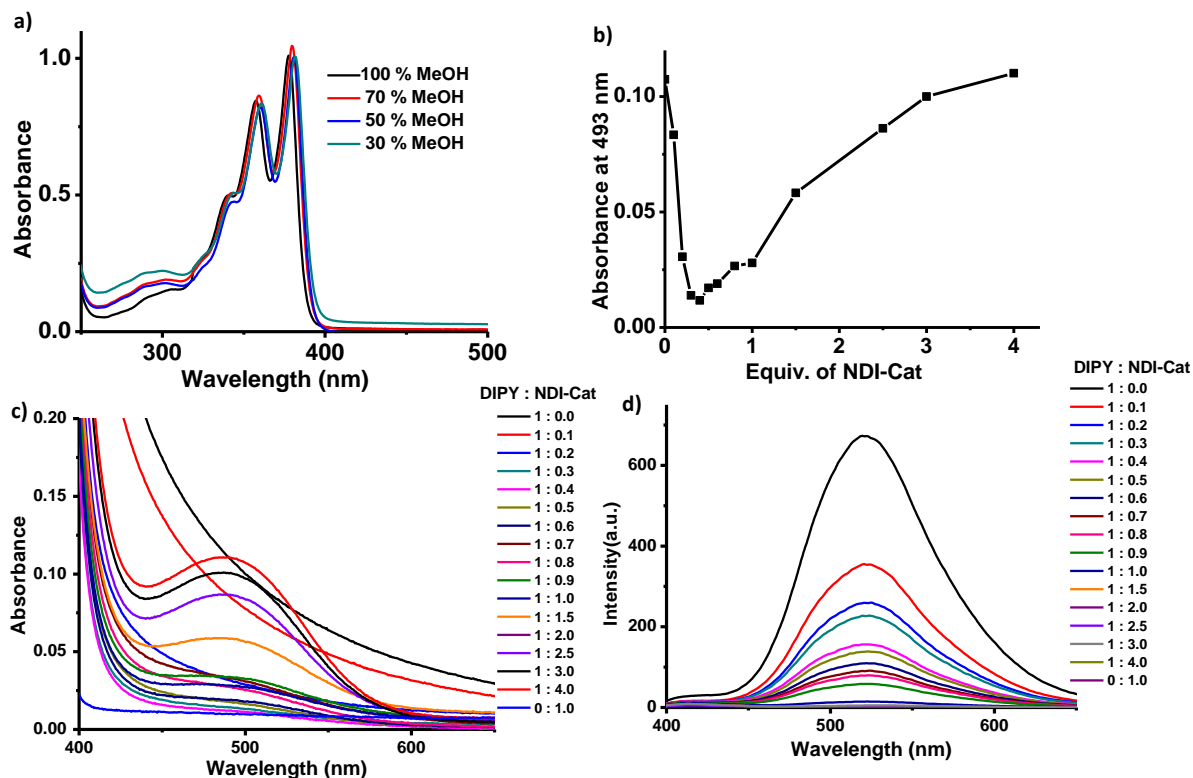 a)
Absorbance
1.0
0.5
0.0
300
400
500
Wavelength (nm)
100 % MeOH
70 % MeOH
50 % MeOH
30 % MeOH
b)
Absorbance at 493 nm
0.10
0.05
0.00
0
1
2
3
4
Equiv. of NDI-Cat
c)
Absorbance
0.20
0.15
0.10
0.05
0.00
400
500
600
Wavelength (nm)
DIPY : NDI-Cat
1 : 0.0
1 : 0.1
1 : 0.2
1 : 0.3
1 : 0.4
1 : 0.5
1 : 0.6
1 : 0.7
1 : 0.8
1 : 0.9
1 : 1.0
1 : 1.5
1 : 2.0
1 : 2.5
1 : 3.0
1 : 4.0
0 : 1.0
d)
Intensity(a.u.)
600
400
200
0
400
500
600
Wavelength (nm)
DIPY : NDI-Cat
1 : 0.0
1 : 0.1
1 : 0.2
1 : 0.3
1 : 0.4
1 : 0.5
1 : 0.6
1 : 0.7
1 : 0.8
1 : 0.9
1 : 1.0
1 : 1.5
1 : 2.0
1 : 2.5
1 : 3.0
1 : 4.0
0 : 1.0